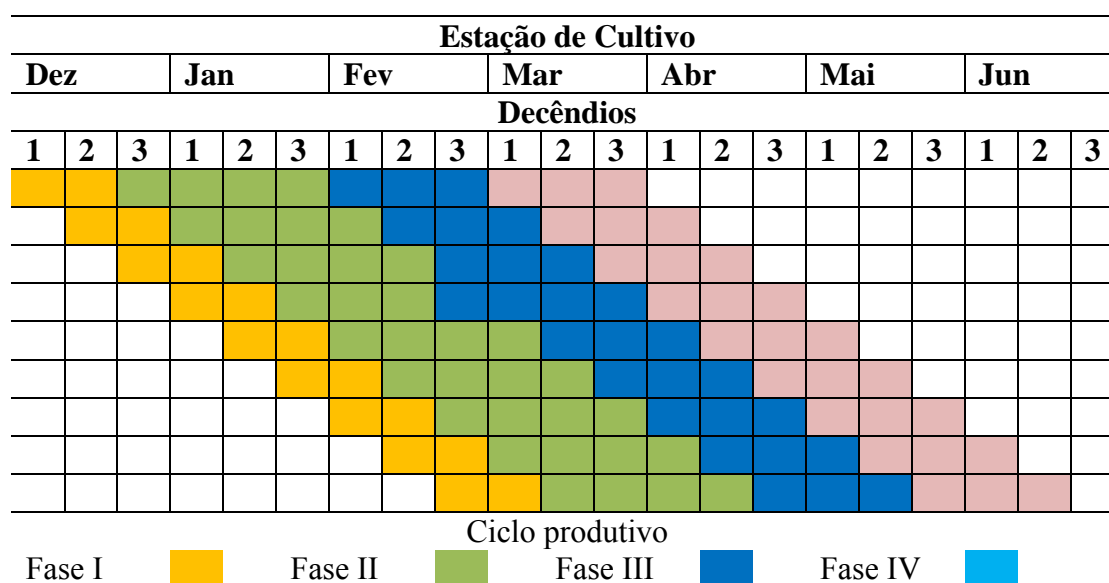 Estação de Cultivo
Dez Jan Fev Mar Abr Mai Jun
Decêndios
1 2 3 1 2 3 1 2 3 1 2 3 1 2 3 1 2 3 1 2 3
Ciclo produtivo
Fase I Fase II Fase III Fase IV